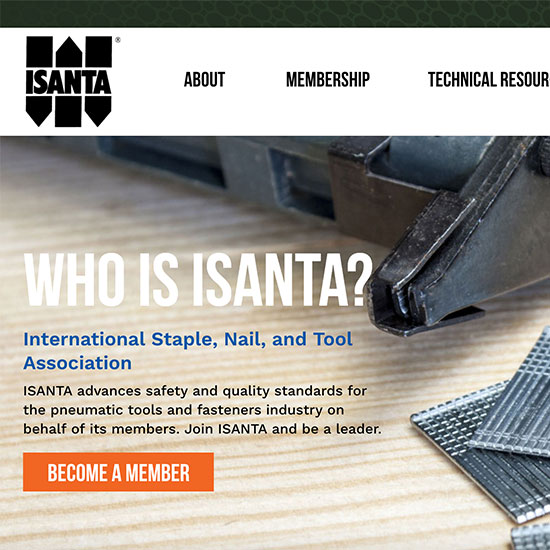 ISANTA®
ABOUT
MEMBERSHIP
TECHNICAL RESOUR
WHO IS ISANTA?
International Staple, Nail, and Tool
Association
ISANTA advances safety and quality standards for
the pneumatic tools and fasteners industry on
behalf of its members. Join ISANTA and be a leader.
BECOME A MEMBER